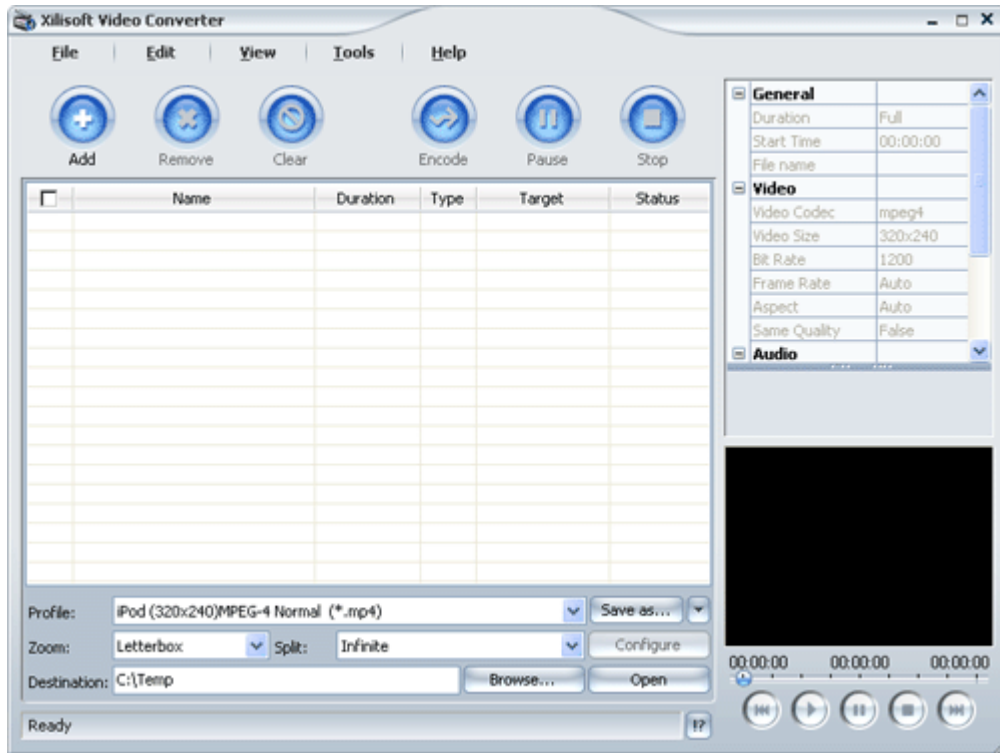 Xilisoft Video Converter
File Edit View Tools Help
Add Remove Clear Encode Pause Stop
Name Duration Type Target Status
General
Duration Full
Start Time 00:00:00
File name
Video
Video Codec mpeg4
Video Size 320x240
Bit Rate 1200
Frame Rate Auto
Aspect Auto
Same Quality False
Audio
Profile: iPod (320x240)MPEG-4 Normal (*.mp4) Save as...
Zoom: Letterbox Split: Infinite Configure
Destination: C:\Temp Browse... Open
00:00:00 00:00:00 00:00:00
Ready !?